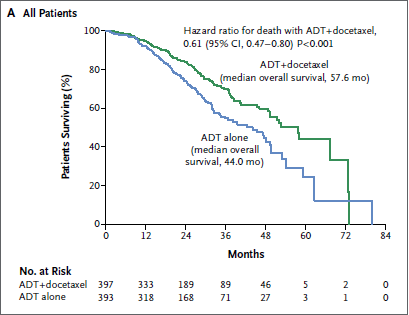 A All Patients
Hazard ratio for death with ADT+docetaxel,
0.61 (95% CI, 0.47–0.80) P<0.001
ADT+docetaxel
(median overall survival, 57.6 mo)
ADT alone
(median overall
survival, 44.0 mo)
Patients Surviving (%)
100
80
60
40
20
0
0 12 24 36 48 60 72 84
Months
No. at Risk
ADT+docetaxel 397 333 189 89 46 5 2 0
ADT alone 393 318 168 71 27 3 1 0